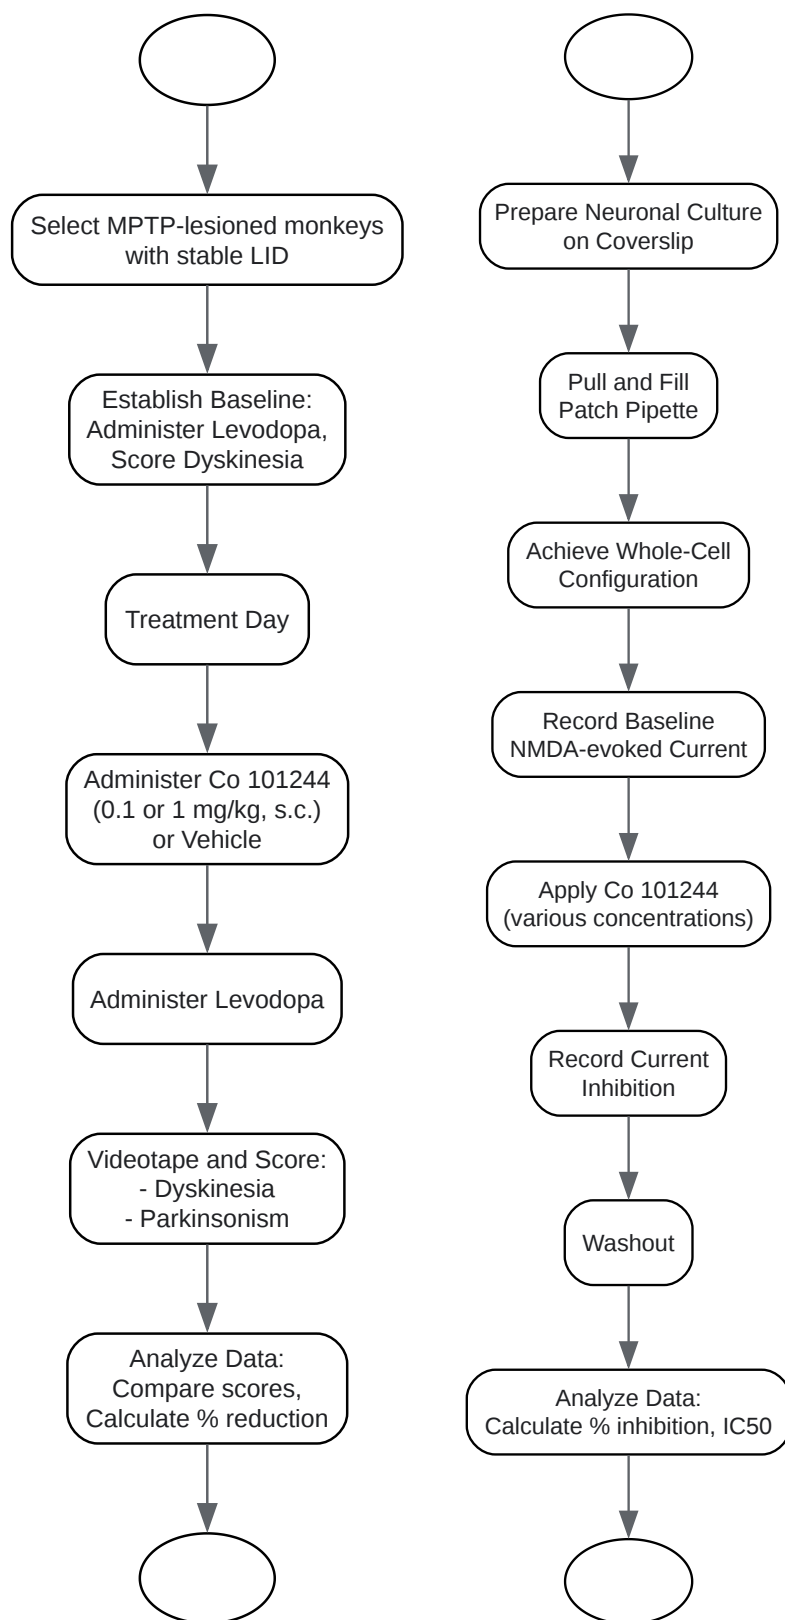 Select MPTP-lesioned monkeys
with stable LID
Establish Baseline:
Administer Levodopa,
Score Dyskinesia
Treatment Day
Administer Co 101244
(0.1 or 1 mg/kg, s.c.)
or Vehicle
Administer Levodopa
Videotape and Score:
- Dyskinesia
- Parkinsonism
Analyze Data:
Compare scores,
Calculate % reduction
Prepare Neuronal Culture
on Coverslip
Pull and Fill
Patch Pipette
Achieve Whole-Cell
Configuration
Record Baseline
NMDA-evoked Current
Apply Co 101244
(various concentrations)
Record Current
Inhibition
Washout
Analyze Data:
Calculate % inhibition, IC50